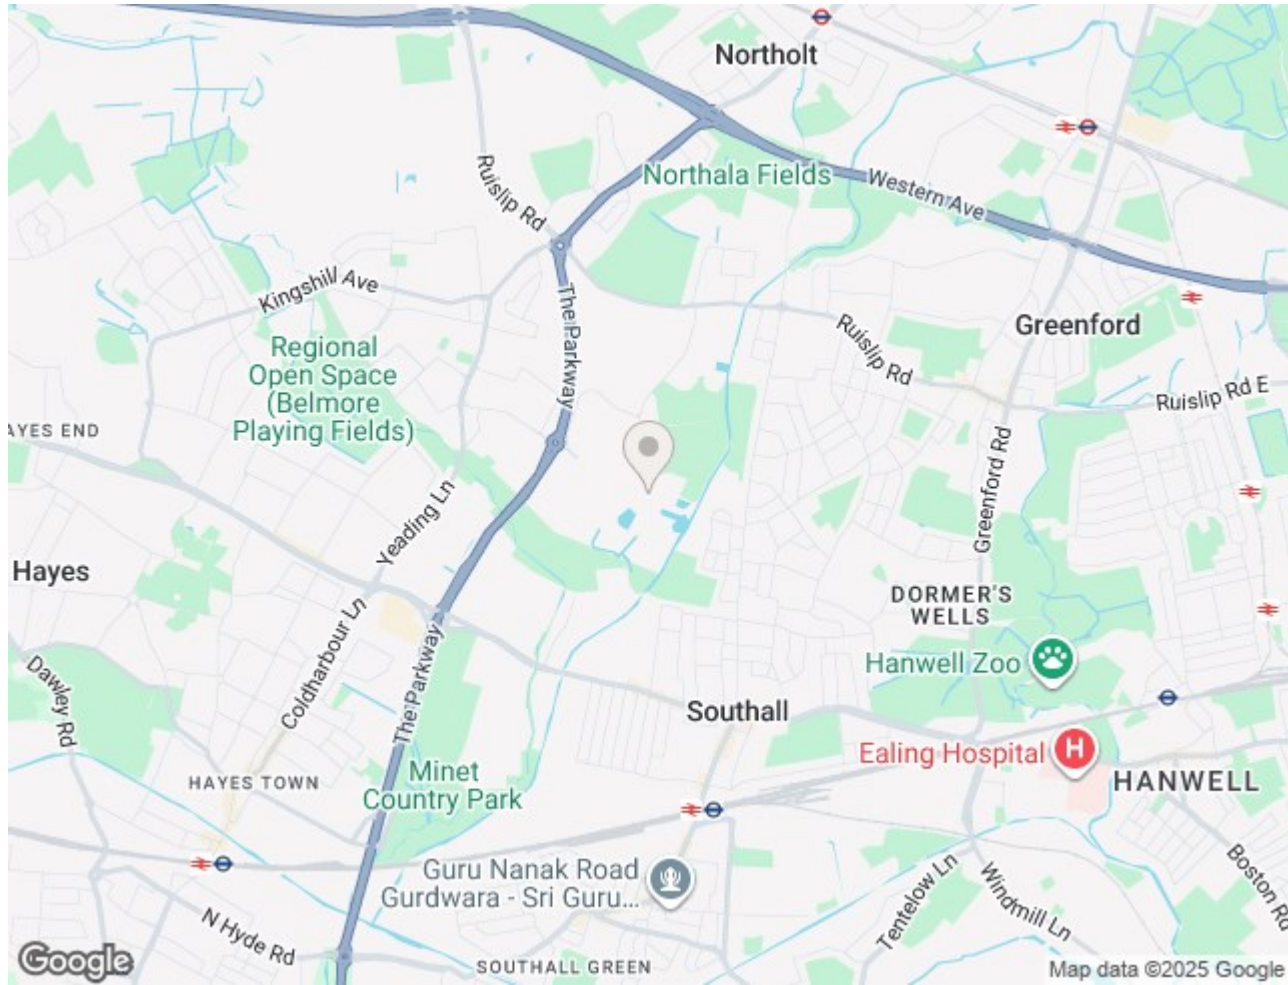 Northolt
Northala Fields
Western Ave
Ruislip Rd
Kingshill Ave
The Parkway
Regional
Open Space
(Belmore
Playing Fields)
Ruislip Rd
Greenford
Ruislip Rd E
AYES END
Yeading Ln
Greenford Rd
Hayes
DORMER'S
WELLS
Coldharbour Ln
The Parkway
Hanwell Zoo
Dawley Rd
Southall
Ealing Hospital
H
HANWELL
HAYES TOWN
Minet
Country Park
Guru Nanak Road
Gurdwara - Sri Guru...
Tentelow Ln
Windmill Ln
Boston Rd
N Hyde Rd
SOUTHALL GREEN
Google
Map data ©2025 Google